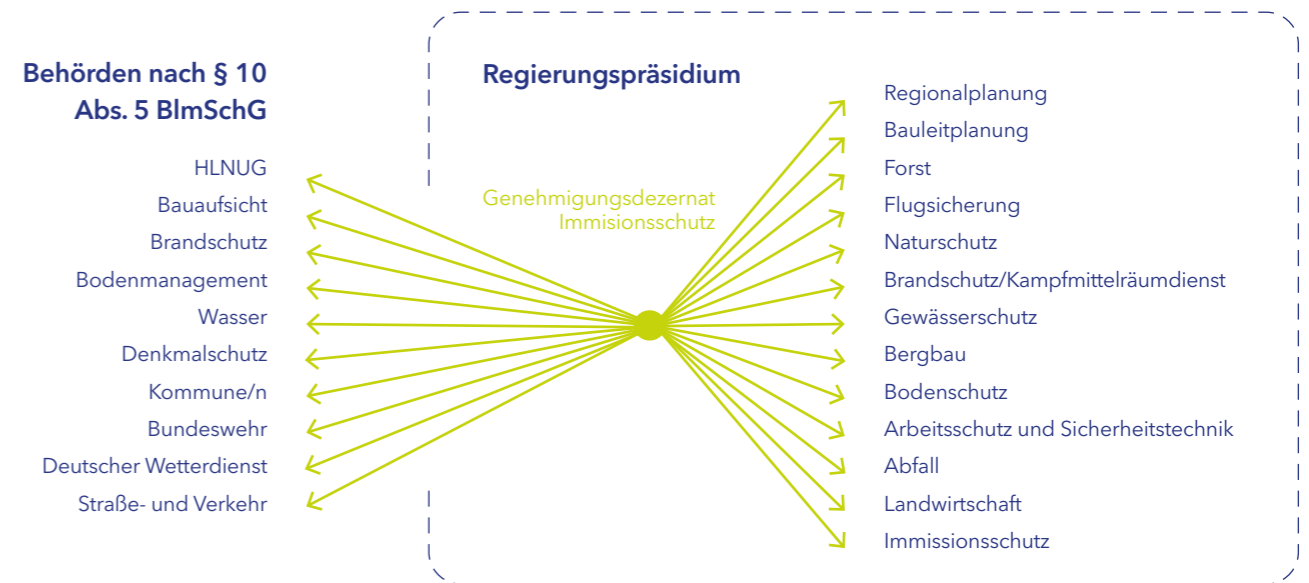 Behörden nach § 10
Abs. 5 BImSchG
HLNUG
Bauaufsicht
Brandschutz
Bodenmanagement
Wasser
Denkmalschutz
Kommune/n
Bundeswehr
Deutscher Wetterdienst
Straße- und Verkehr
Regierungspräsidium
Genehmigungsdezernat
Immisionsschutz
Regionalplanung
Bauleitplanung
Forst
Flugsicherung
Naturschutz
Brandschutz/Kampfmittelräumdienst
Gewässerschutz
Bergbau
Bodenschutz
Arbeitsschutz und Sicherheitstechnik
Abfall
Landwirtschaft
Immissionsschutz